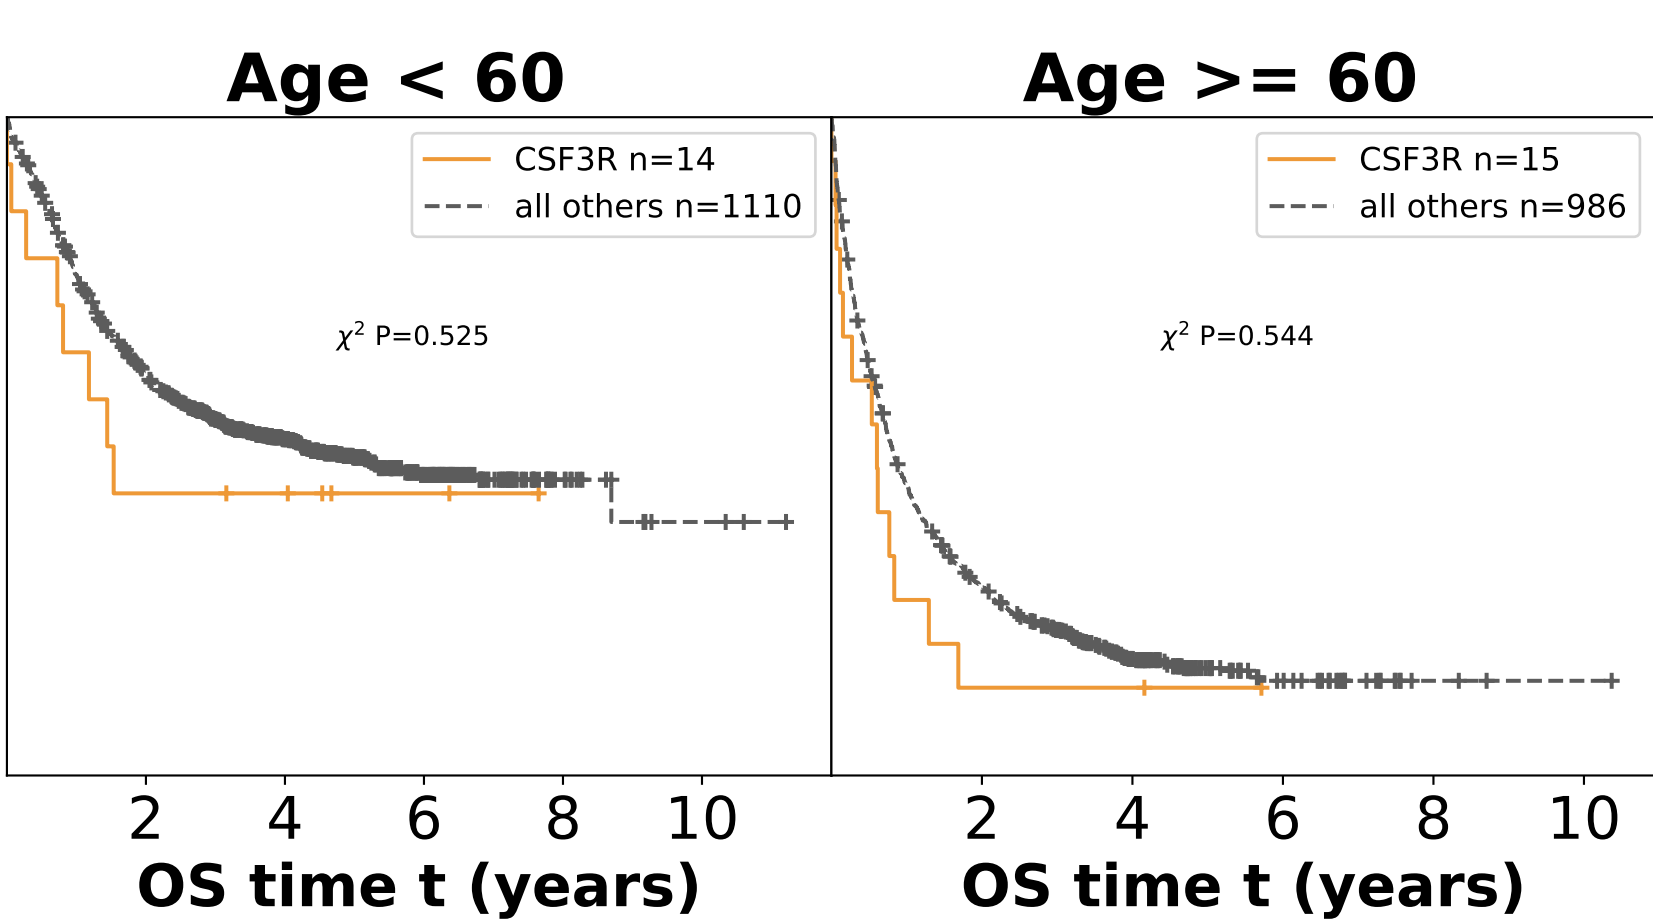 Age < 60
CSF3R n=14
all others n=1110
χ² P=0.525
2 4 6 8 10
OS time t (years)
Age >= 60
CSF3R n=15
all others n=986
χ² P=0.544
2 4 6 8 10
OS time t (years)